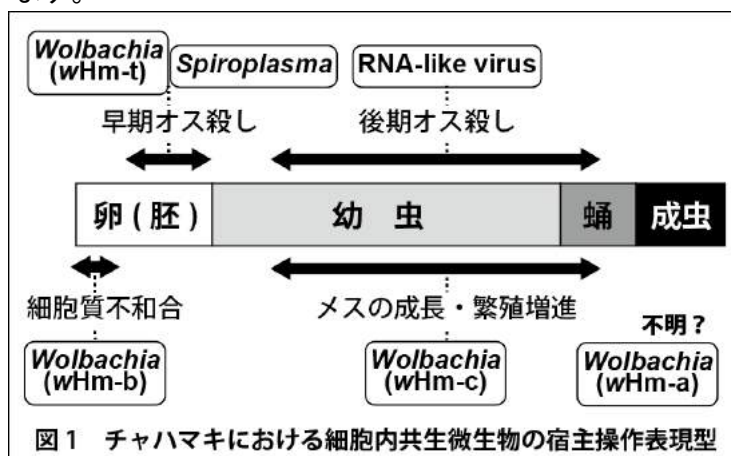 Wolbachia
(wHm-t)
Spiroplasma
RNA-like virus
早期オス殺し
後期オス殺し
卵 ( 胚 )
幼 虫
蛹
成虫
細胞質不和合
メスの成長・繁殖増進
不明？
Wolbachia
(wHm-b)
Wolbachia
(wHm-c)
Wolbachia
(wHm-a)
図 1 チャハマキにおける細胞内共生微生物の宿主操作表現型